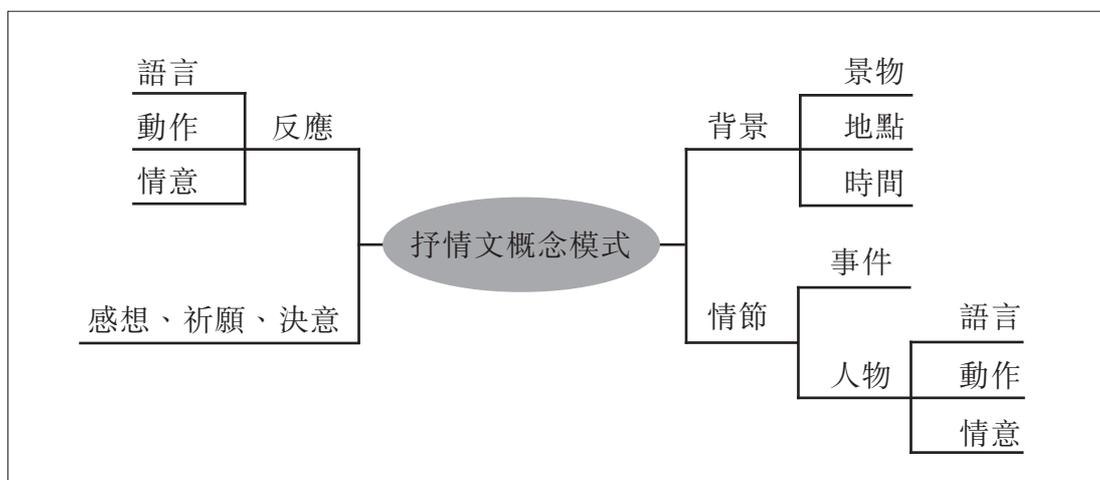 語言
動作
情意
反應
感想、祈願、決意
抒情文概念模式
背景
景物
地點
時間
情節
事件
人物
語言
動作
情意